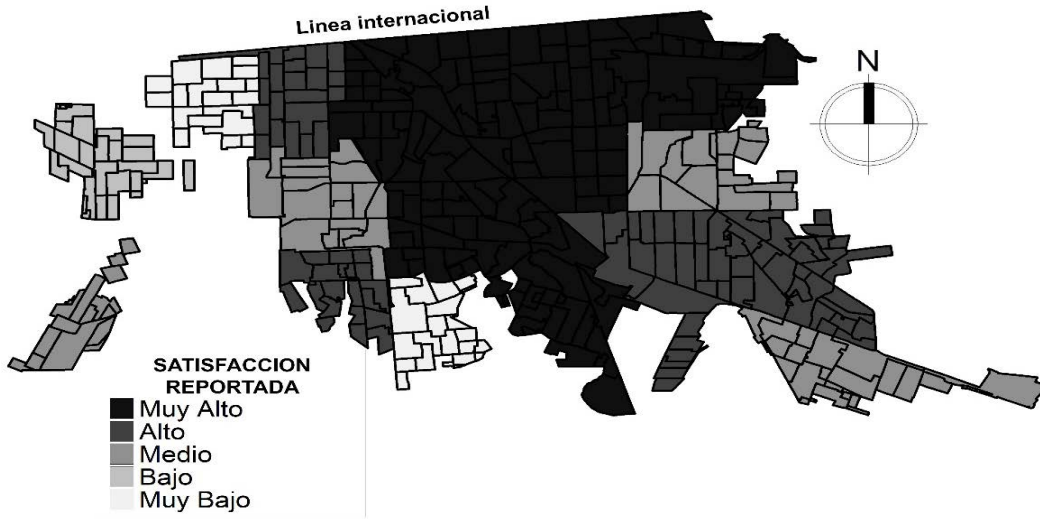 Linea internacional
N
SATISFACCION
REPORTADA
Muy Alto
Alto
Medio
Bajo
Muy Bajo